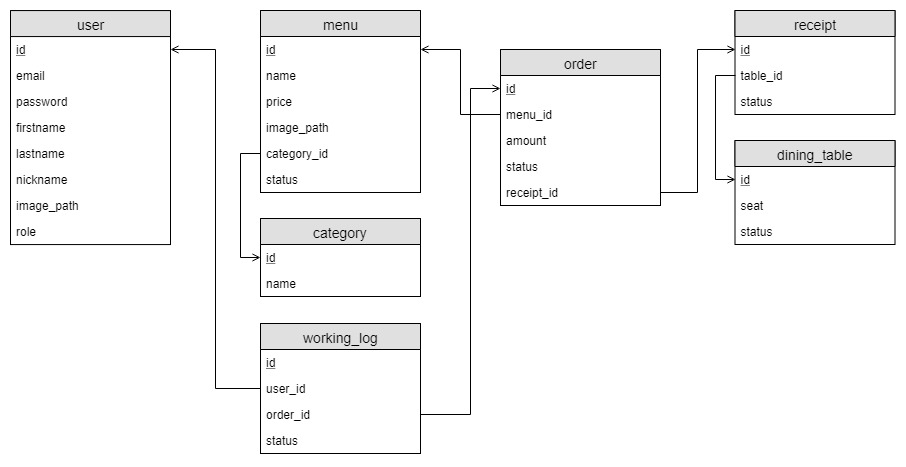 user
id
email
password
firstname
lastname
nickname
image_path
role
menu
id
name
price
image_path
category_id
status
category
id
name
working_log
id
user_id
order_id
status
order
id
menu_id
amount
status
receipt_id
receipt
id
table_id
status
dining_table
id
seat
status